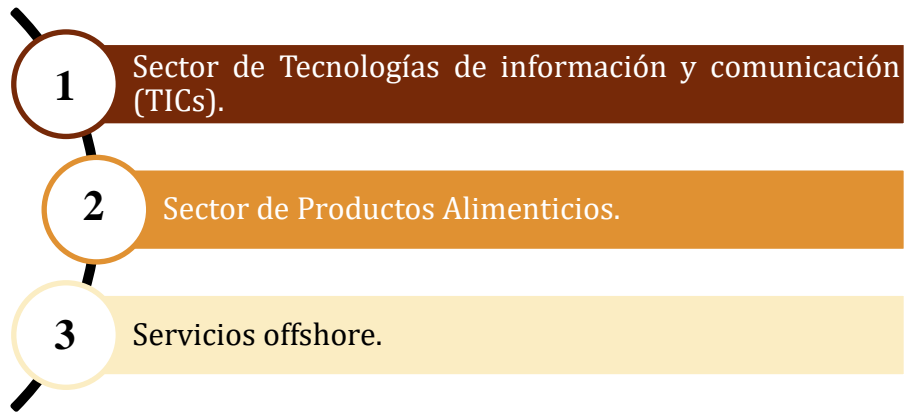 1
Sector de Tecnologías de información y comunicación
(TICs).
2
Sector de Productos Alimenticios.
3
Servicios offshore.